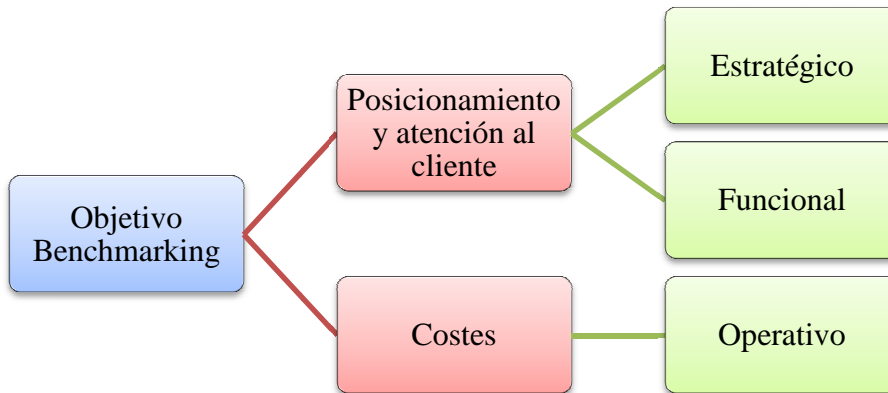 Objetivo
Benchmarking
Posicionamiento
y atención al
cliente
Estratégico
Funcional
Costes
Operativo